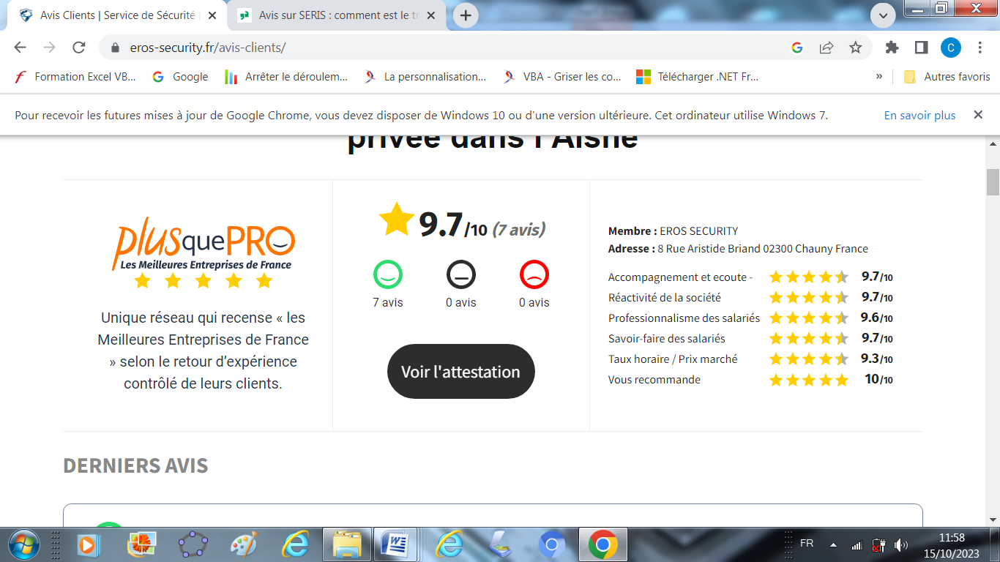 Avis Clients | Service de Sécurité
Avis sur SERIS : comment est le t
eros-security.fr/avis-clients/
C
Formation Excel VB...
Google
Arrêter le déroulem...
La personnalisation...
VBA - Griser les co...
Télécharger .NET Fr...
»
Autres favoris
Pour recevoir les futures mises à jour de Google Chrome, vous devez disposer de Windows 10 ou d'une version ultérieure. Cet ordinateur utilise Windows 7.
En savoir plus
privée dans l'Aisne
plusquePRO
Les Meilleures Entreprises de France
Unique réseau qui recense « les
Meilleures Entreprises de France
» selon le retour d'expérience
contrôlé de leurs clients.
9.7/10 (7 avis)
7 avis
0 avis
0 avis
Voir l'attestation
Membre : EROS SECURITY
Adresse : 8 Rue Aristide Briand 02300 Chauny France
Accompagnement et ecoute - 9.7/10
Réactivité de la société 9.7/10
Professionnalisme des salariés 9.6/10
Savoir-faire des salariés 9.7/10
Taux horaire / Prix marché 9.3/10
Vous recommande 10/10
DERNIERS AVIS
FR
11:58
15/10/2023